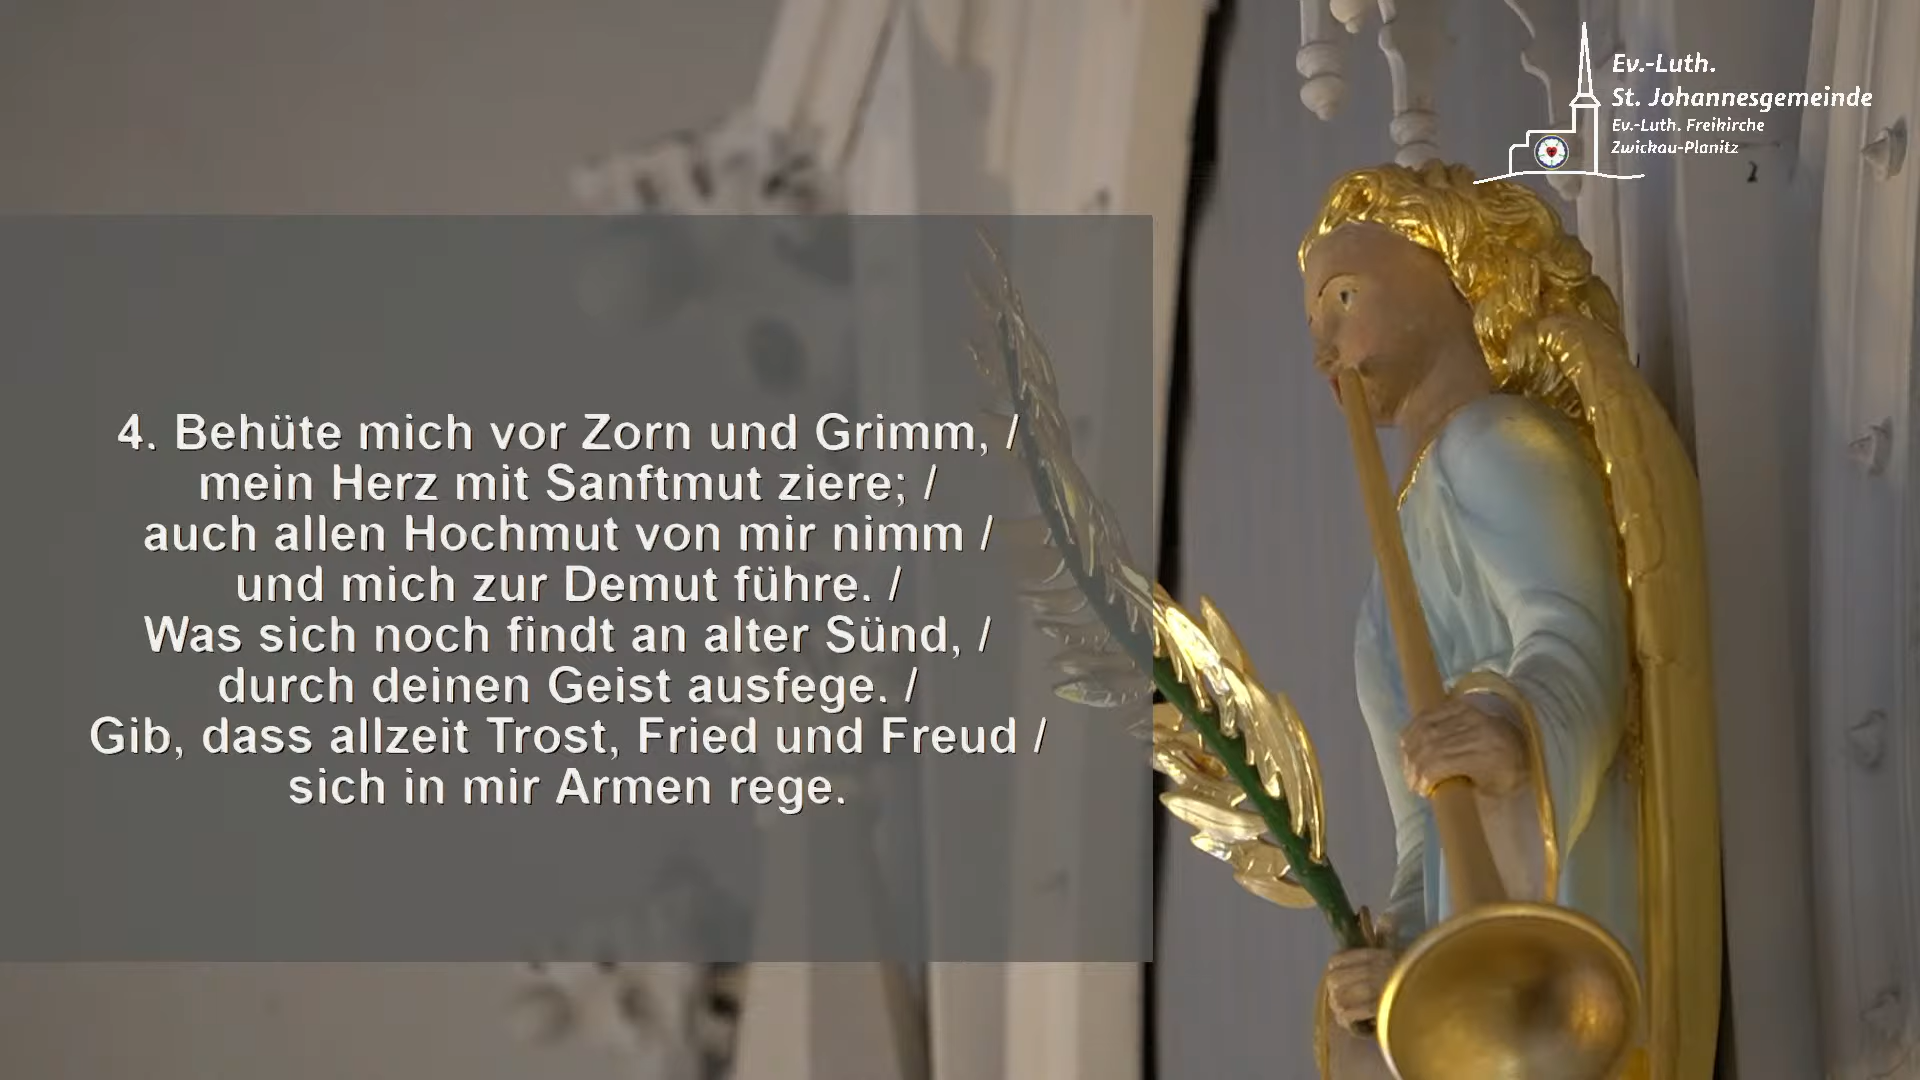 Ev.-Luth.
St. Johannesgemeinde
Ev.-Luth. Freikirche
Zwickau-Planitz
4. Behüte mich vor Zorn und Grimm, /
mein Herz mit Sanftmut ziere; /
auch allen Hochmut von mir nimm /
und mich zur Demut führe. /
Was sich noch findt an alter Sünd, /
durch deinen Geist ausfege. /
Gib, dass allzeit Trost, Fried und Freud /
sich in mir Armen rege.